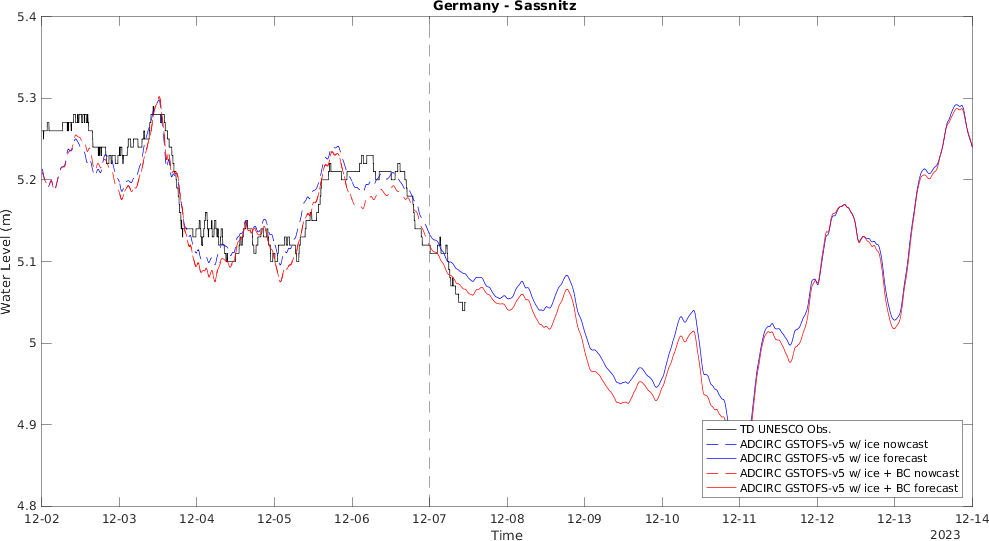 Germany - Sassnitz
5.4
5.3
5.2
5.1
5
4.9
4.8
Water Level (m)
TD UNESCO Obs.
ADCIRC GSTOFS-v5 w/ ice nowcast
ADCIRC GSTOFS-v5 w/ ice forecast
ADCIRC GSTOFS-v5 w/ ice + BC nowcast
ADCIRC GSTOFS-v5 w/ ice + BC forecast
12-02 12-03 12-04 12-05 12-06 12-07 12-08 12-09 12-10 12-11 12-12 12-13 12-14
Time
2023